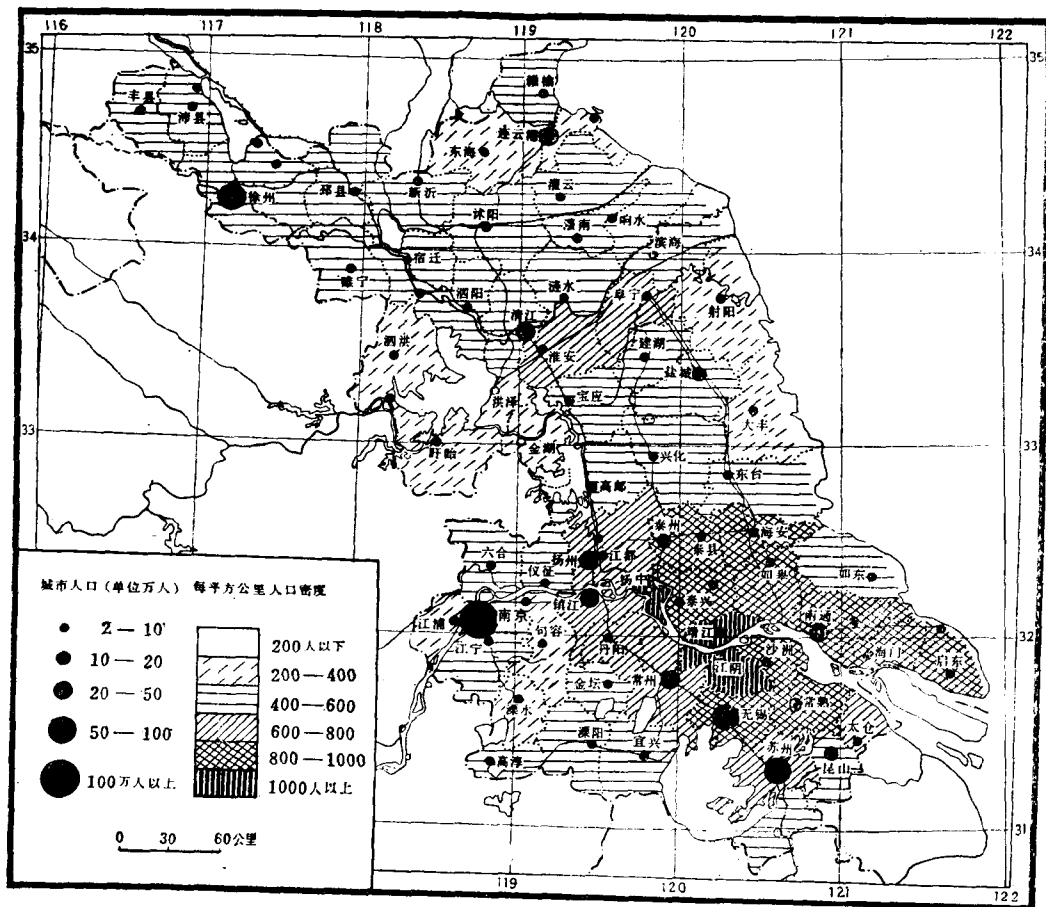 116 117 118 119 120 121 122
35 35
赣榆
丰县
沛县
连云港
东海
徐州
邳县
新沂
灌云
沭阳
灌南
响水
34 34
滨海
宿迁
睢宁
泗阳
涟水
阜宁
射阳
清江
泗洪
淮安
建湖
盐城
洪泽
宝应
大丰
33 33
盱眙
金湖
兴化
东台
高邮
泰州
泰县
海安
六合
扬州
江都
如皋
如东
仪征
扬中
泰兴
镇江
南京
江浦
靖江
南通
32
江宁
句容
丹阳
沙洲
海门
启东
江阴
金坛
常州
溧水
无锡
常熟
太仓
溧阳
宜兴
苏州
昆山
高淳
31
119 120 121 122
城市人口(单位万人) 每平方公里人口密度
2—10 200人以下
10—20 200—400
20—50 400—600
50—100 600—800
100万人以上 800—1000
1000人以上
0 30 60公里